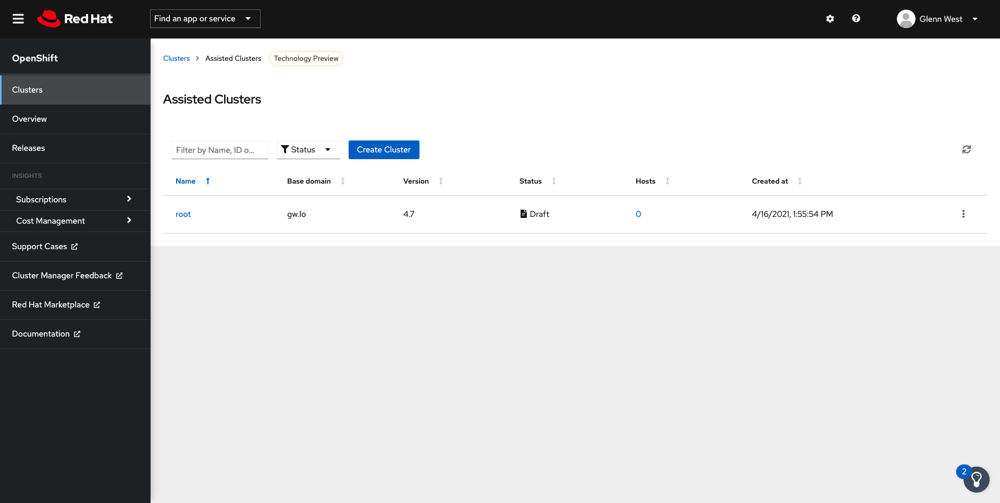 Red Hat
Find an app or service
Glenn West
OpenShift
Clusters
Overview
Releases
INSIGHTS
Subscriptions
Cost Management
Support Cases
Cluster Manager Feedback
Red Hat Marketplace
Documentation
Clusters Assisted Clusters Technology Preview
Assisted Clusters
Filter by Name, ID o... Status Create Cluster
Name Base domain Version Status Hosts Created at
root gw.lo 4.7 Draft 0 4/16/2021, 1:55:54 PM
2